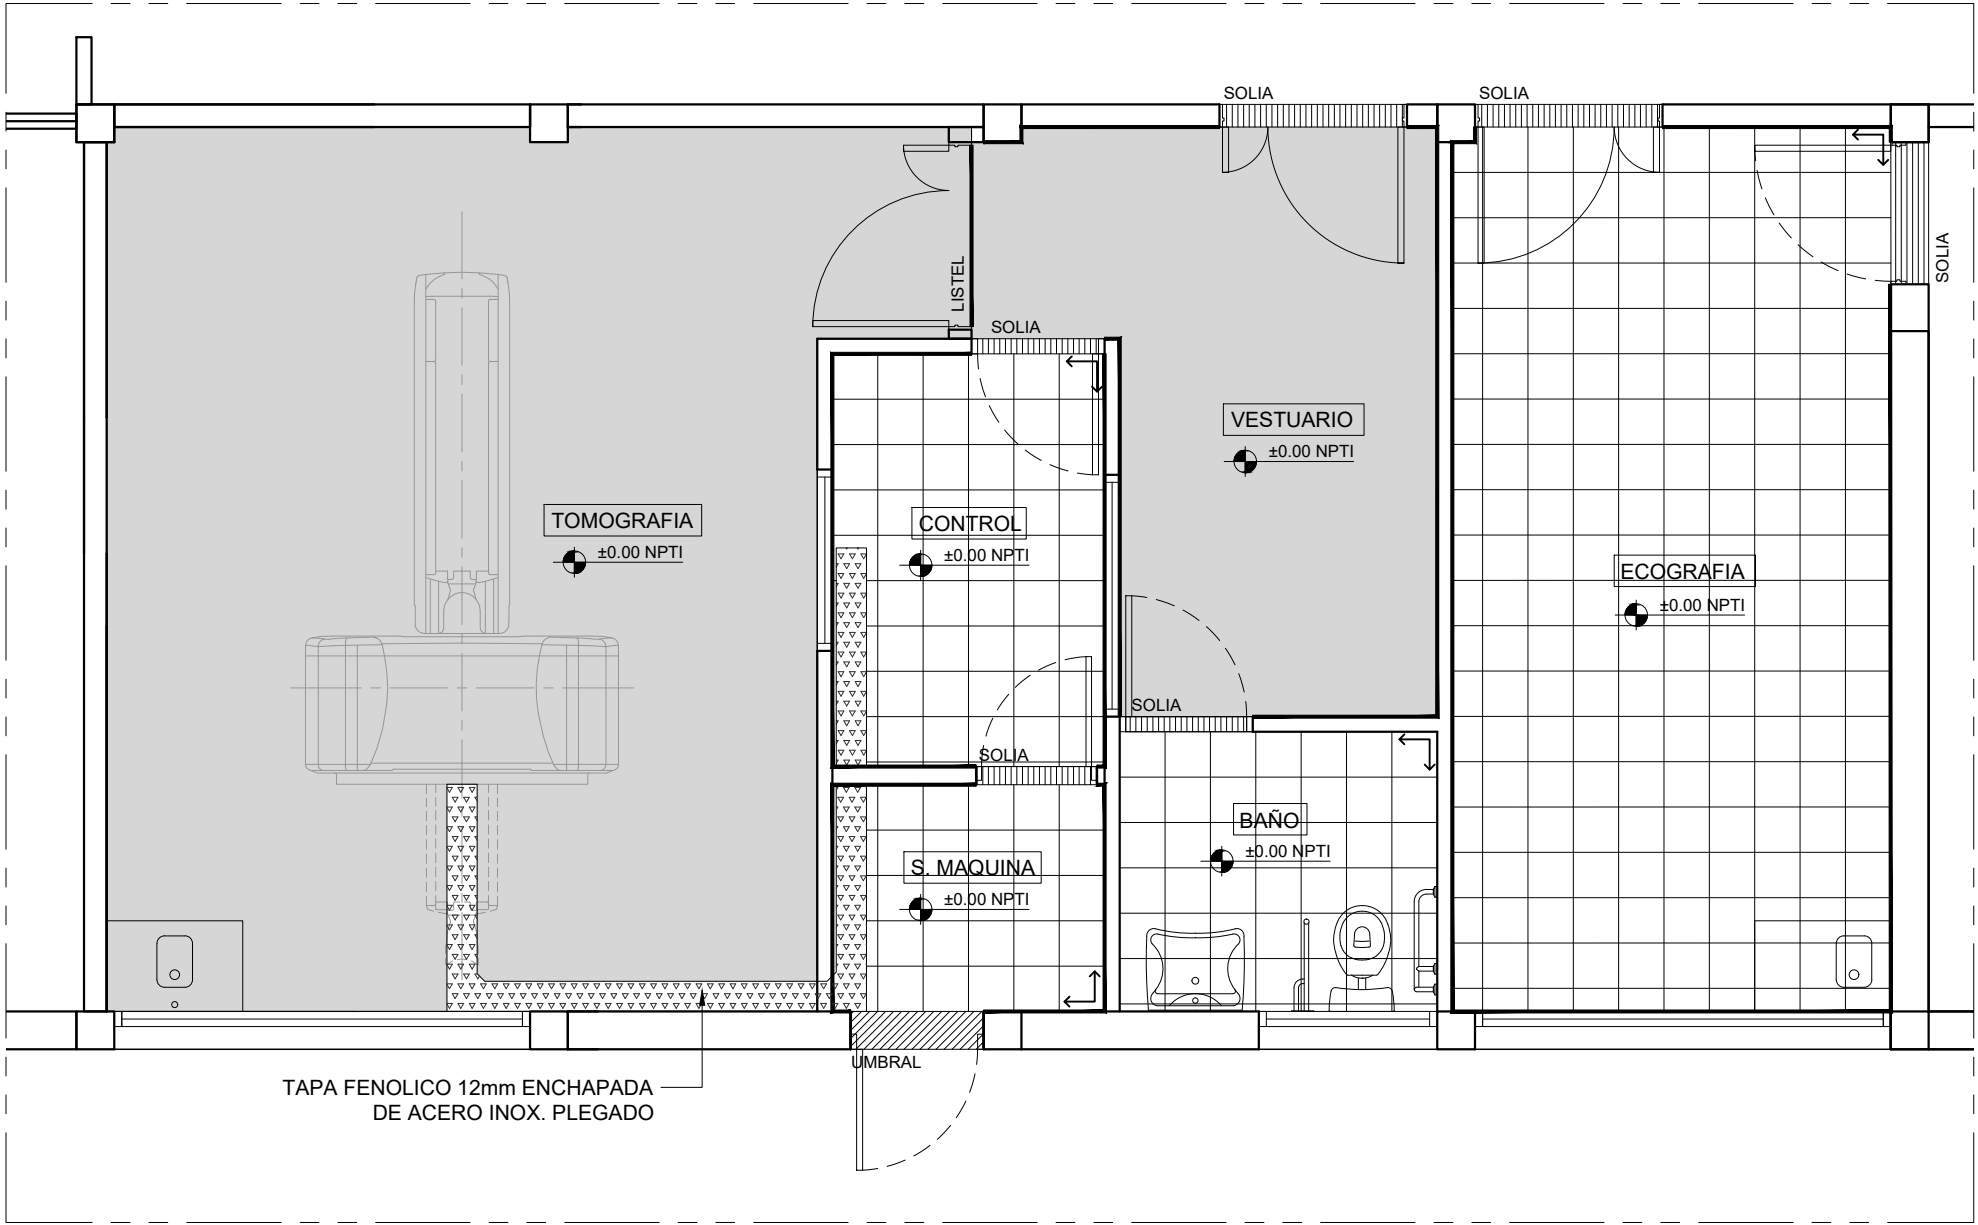 SOLIA
SOLIA
SOLIA
LISTEL
SOLIA
VESTUARIO
±0.00 NPTI
TOMOGRAFIA
±0.00 NPTI
CONTROL
±0.00 NPTI
ECOGRAFIA
±0.00 NPTI
SOLIA
SOLIA
BAÑO
±0.00 NPTI
S. MAQUINA
±0.00 NPTI
UMBRAL
TAPA FENOLICO 12mm ENCHAPADA
DE ACERO INOX. PLEGADO